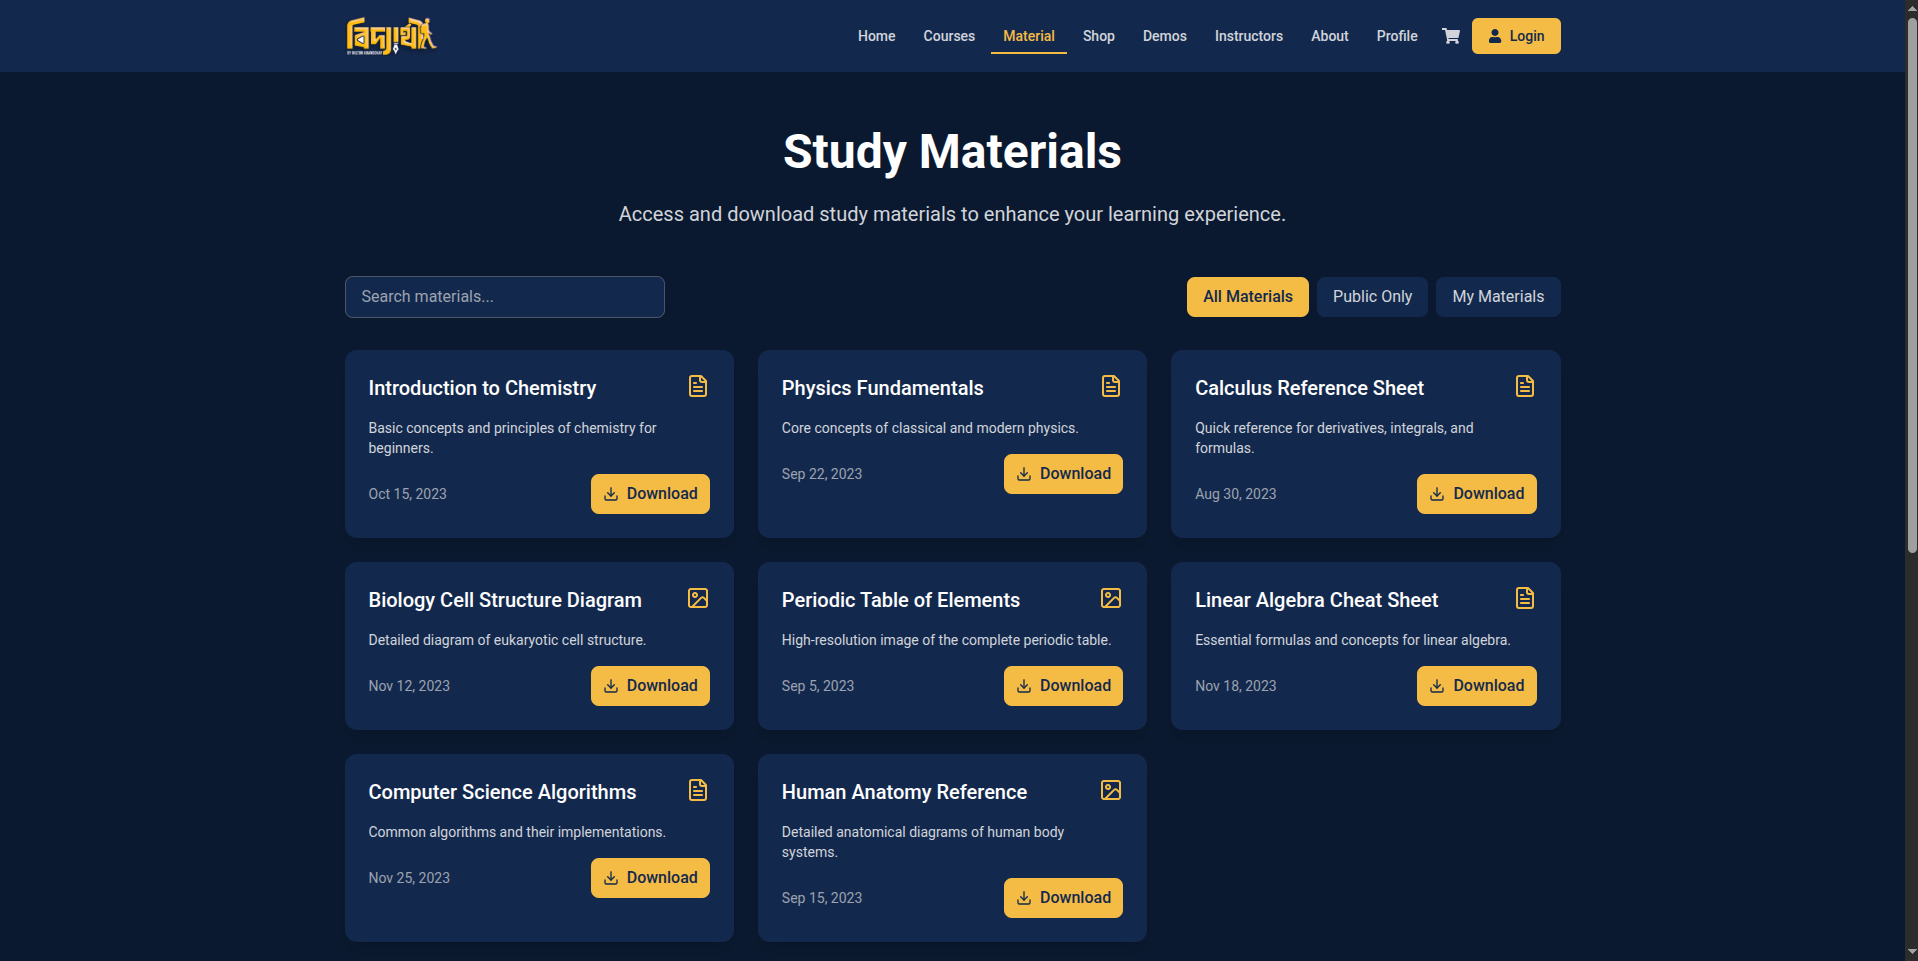 বিদ্যার্থী
Home
Courses
Material
Shop
Demos
Instructors
About
Profile
Login
Study Materials
Access and download study materials to enhance your learning experience.
Search materials...
All Materials
Public Only
My Materials
Introduction to Chemistry
Basic concepts and principles of chemistry for
beginners.
Oct 15, 2023
Download
Physics Fundamentals
Core concepts of classical and modern physics.
Sep 22, 2023
Download
Calculus Reference Sheet
Quick reference for derivatives, integrals, and
formulas.
Aug 30, 2023
Download
Biology Cell Structure Diagram
Detailed diagram of eukaryotic cell structure.
Nov 12, 2023
Download
Periodic Table of Elements
High-resolution image of the complete periodic table.
Sep 5, 2023
Download
Linear Algebra Cheat Sheet
Essential formulas and concepts for linear algebra.
Nov 18, 2023
Download
Computer Science Algorithms
Common algorithms and their implementations.
Nov 25, 2023
Download
Human Anatomy Reference
Detailed anatomical diagrams of human body
systems.
Sep 15, 2023
Download